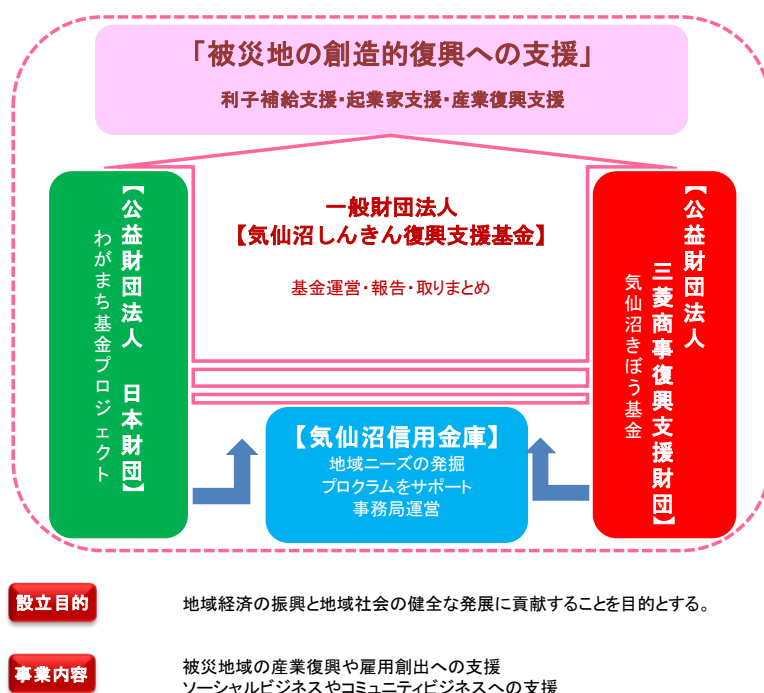 「被災地の創造的復興への支援」
利子補給支援・起業家支援・産業復興支援
【公益財団法人 日本財団】
わがまち基金プロジェクト
一般財団法人
【気仙沼しんきん復興支援基金】
基金運営・報告・取りまとめ
【公益財団法人
三菱商事復興支援財団】
気仙沼きぼう基金
【気仙沼信用金庫】
地域ニーズの発掘
プロクラムをサポート
事務局運営
設立目的
地域経済の振興と地域社会の健全な発展に貢献することを目的とする。
事業内容
被災地域の産業復興や雇用創出への支援
ソーシャルビジネスやコミュニティビジネスへの支援